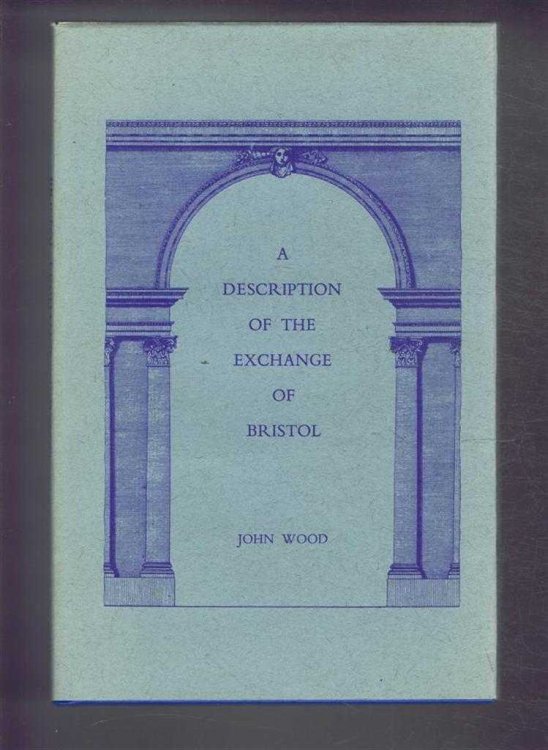 A
DESCRIPTION
OF THE
EXCHANGE
OF
BRISTOL
JOHN WOOD